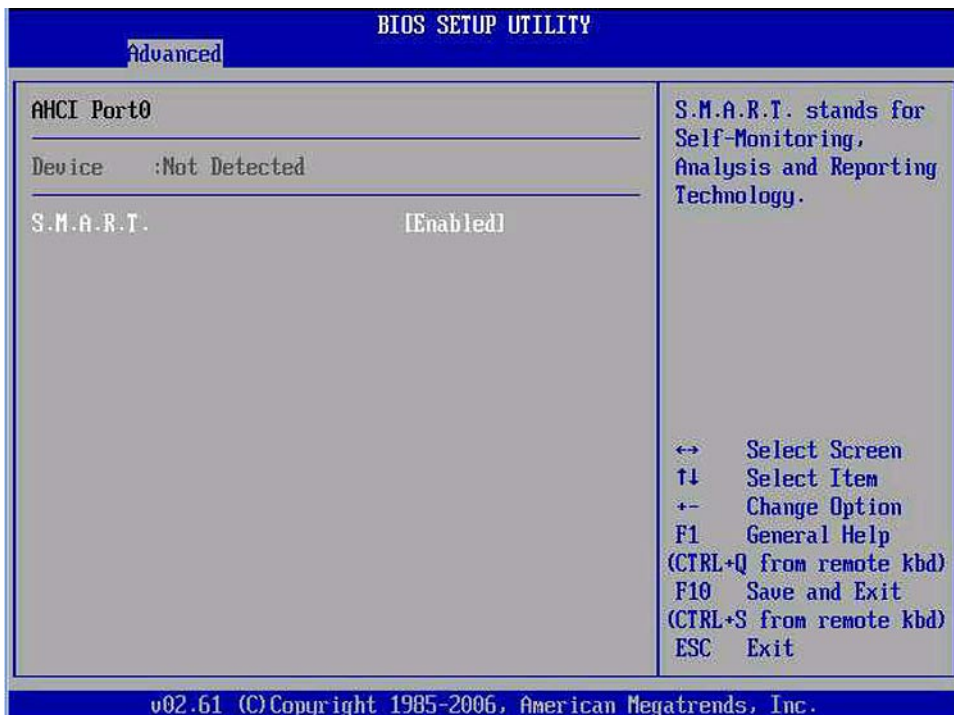 BIOS SETUP UTILITY
Advanced
AHCI Port0
Device :Not Detected
S.M.A.R.T. [Enabled]
S.M.A.R.T. stands for
Self-Monitoring,
Analysis and Reporting
Technology.
↔ Select Screen
↑↓ Select Item
+- Change Option
F1 General Help
(CTRL+Q from remote kbd)
F10 Save and Exit
(CTRL+S from remote kbd)
ESC Exit
v02.61 (C)Copyright 1985-2006, American Megatrends, Inc.